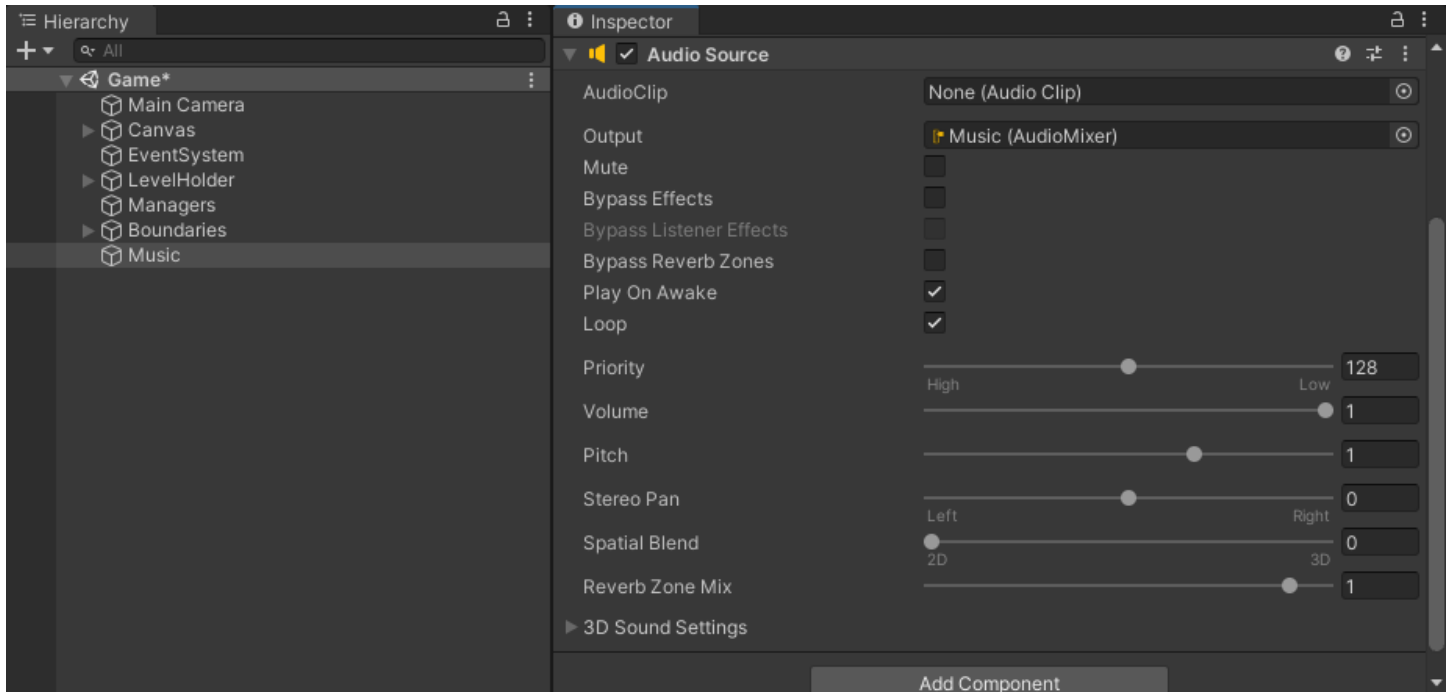 Hierarchy
All
Game*
Main Camera
Canvas
EventSystem
LevelHolder
Managers
Boundaries
Music
Inspector
Audio Source
AudioClip None (Audio Clip)
Output Music (AudioMixer)
Mute
Bypass Effects
Bypass Listener Effects
Bypass Reverb Zones
Play On Awake
Loop
Priority 128
High Low
Volume 1
Pitch 1
Stereo Pan 0
Left Right
Spatial Blend 0
2D 3D
Reverb Zone Mix 1
3D Sound Settings
Add Component